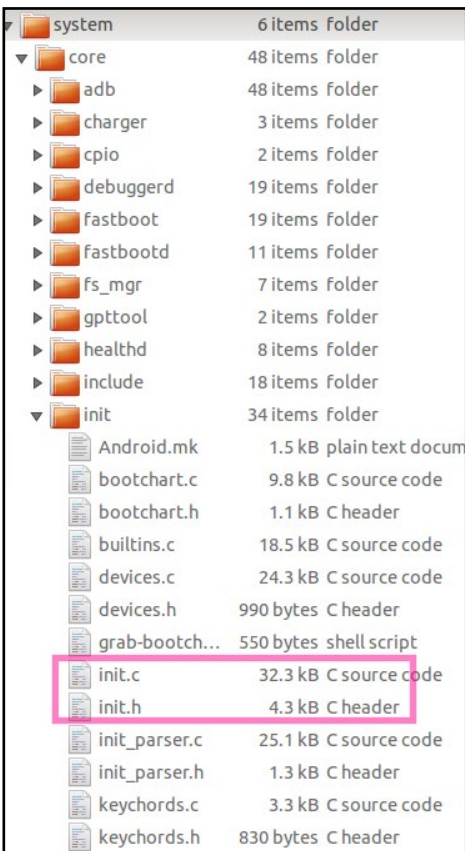 system 6 items folder
core 48 items folder
adb 48 items folder
charger 3 items folder
cpio 2 items folder
debuggerd 19 items folder
fastboot 19 items folder
fastbootd 11 items folder
fs_mgr 7 items folder
gpttool 2 items folder
healthd 8 items folder
include 18 items folder
init 34 items folder
Android.mk 1.5 kB plain text docum
bootchart.c 9.8 kB C source code
bootchart.h 1.1 kB C header
builtins.c 18.5 kB C source code
devices.c 24.3 kB C source code
devices.h 990 bytes C header
grab-bootch... 550 bytes shell script
init.c 32.3 kB C source code
init.h 4.3 kB C header
init_parser.c 25.1 kB C source code
init_parser.h 1.3 kB C header
keychords.c 3.3 kB C source code
keychords.h 830 bytes C header